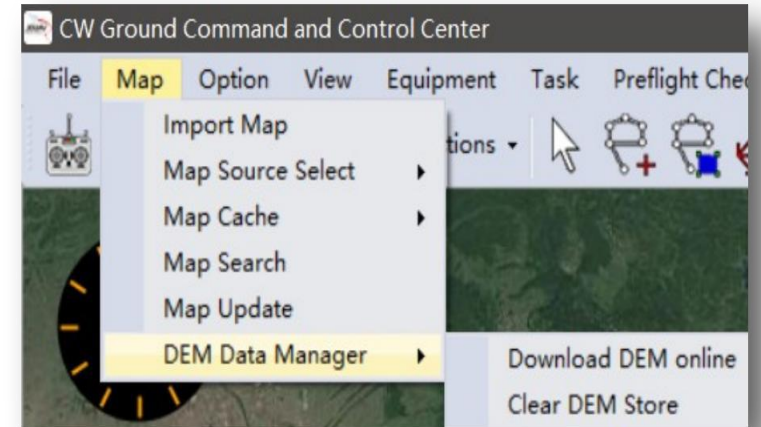 CW Ground Command and Control Center
File Map Option View Equipment Task Preflight
Import Map
tions
Map Source Select
Map Cache
Map Search
Map Update
DEM Data Manager
Download DEM online
Clear DEM Store